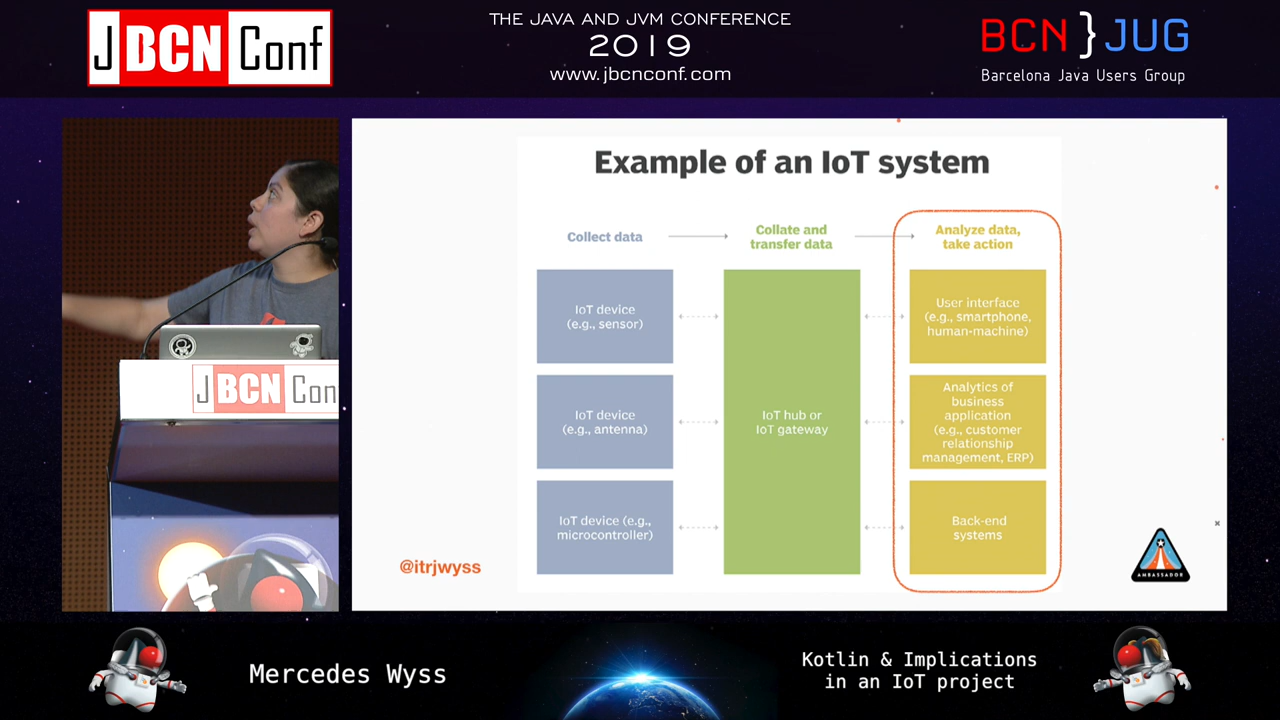 JBCNConf
THE JAVA AND JVM CONFERENCE
2019
www.jbcnconf.com
BCN}JUG
Barcelona Java Users Group
Example of an IoT system
Collect data
Collate and
transfer data
Analyze data,
take action
IoT device
(e.g., sensor)
IoT device
(e.g., antenna)
IoT device (e.g.,
microcontroller)
IoT hub or
IoT gateway
User interface
(e.g., smartphone,
human-machine)
Analytics of
business
application
(e.g., customer
relationship
management, ERP)
Back-end
systems
@itrjwyss
AMBASSADOR
JBCNCon
Mercedes Wyss
Kotlin & Implications
in an IoT project